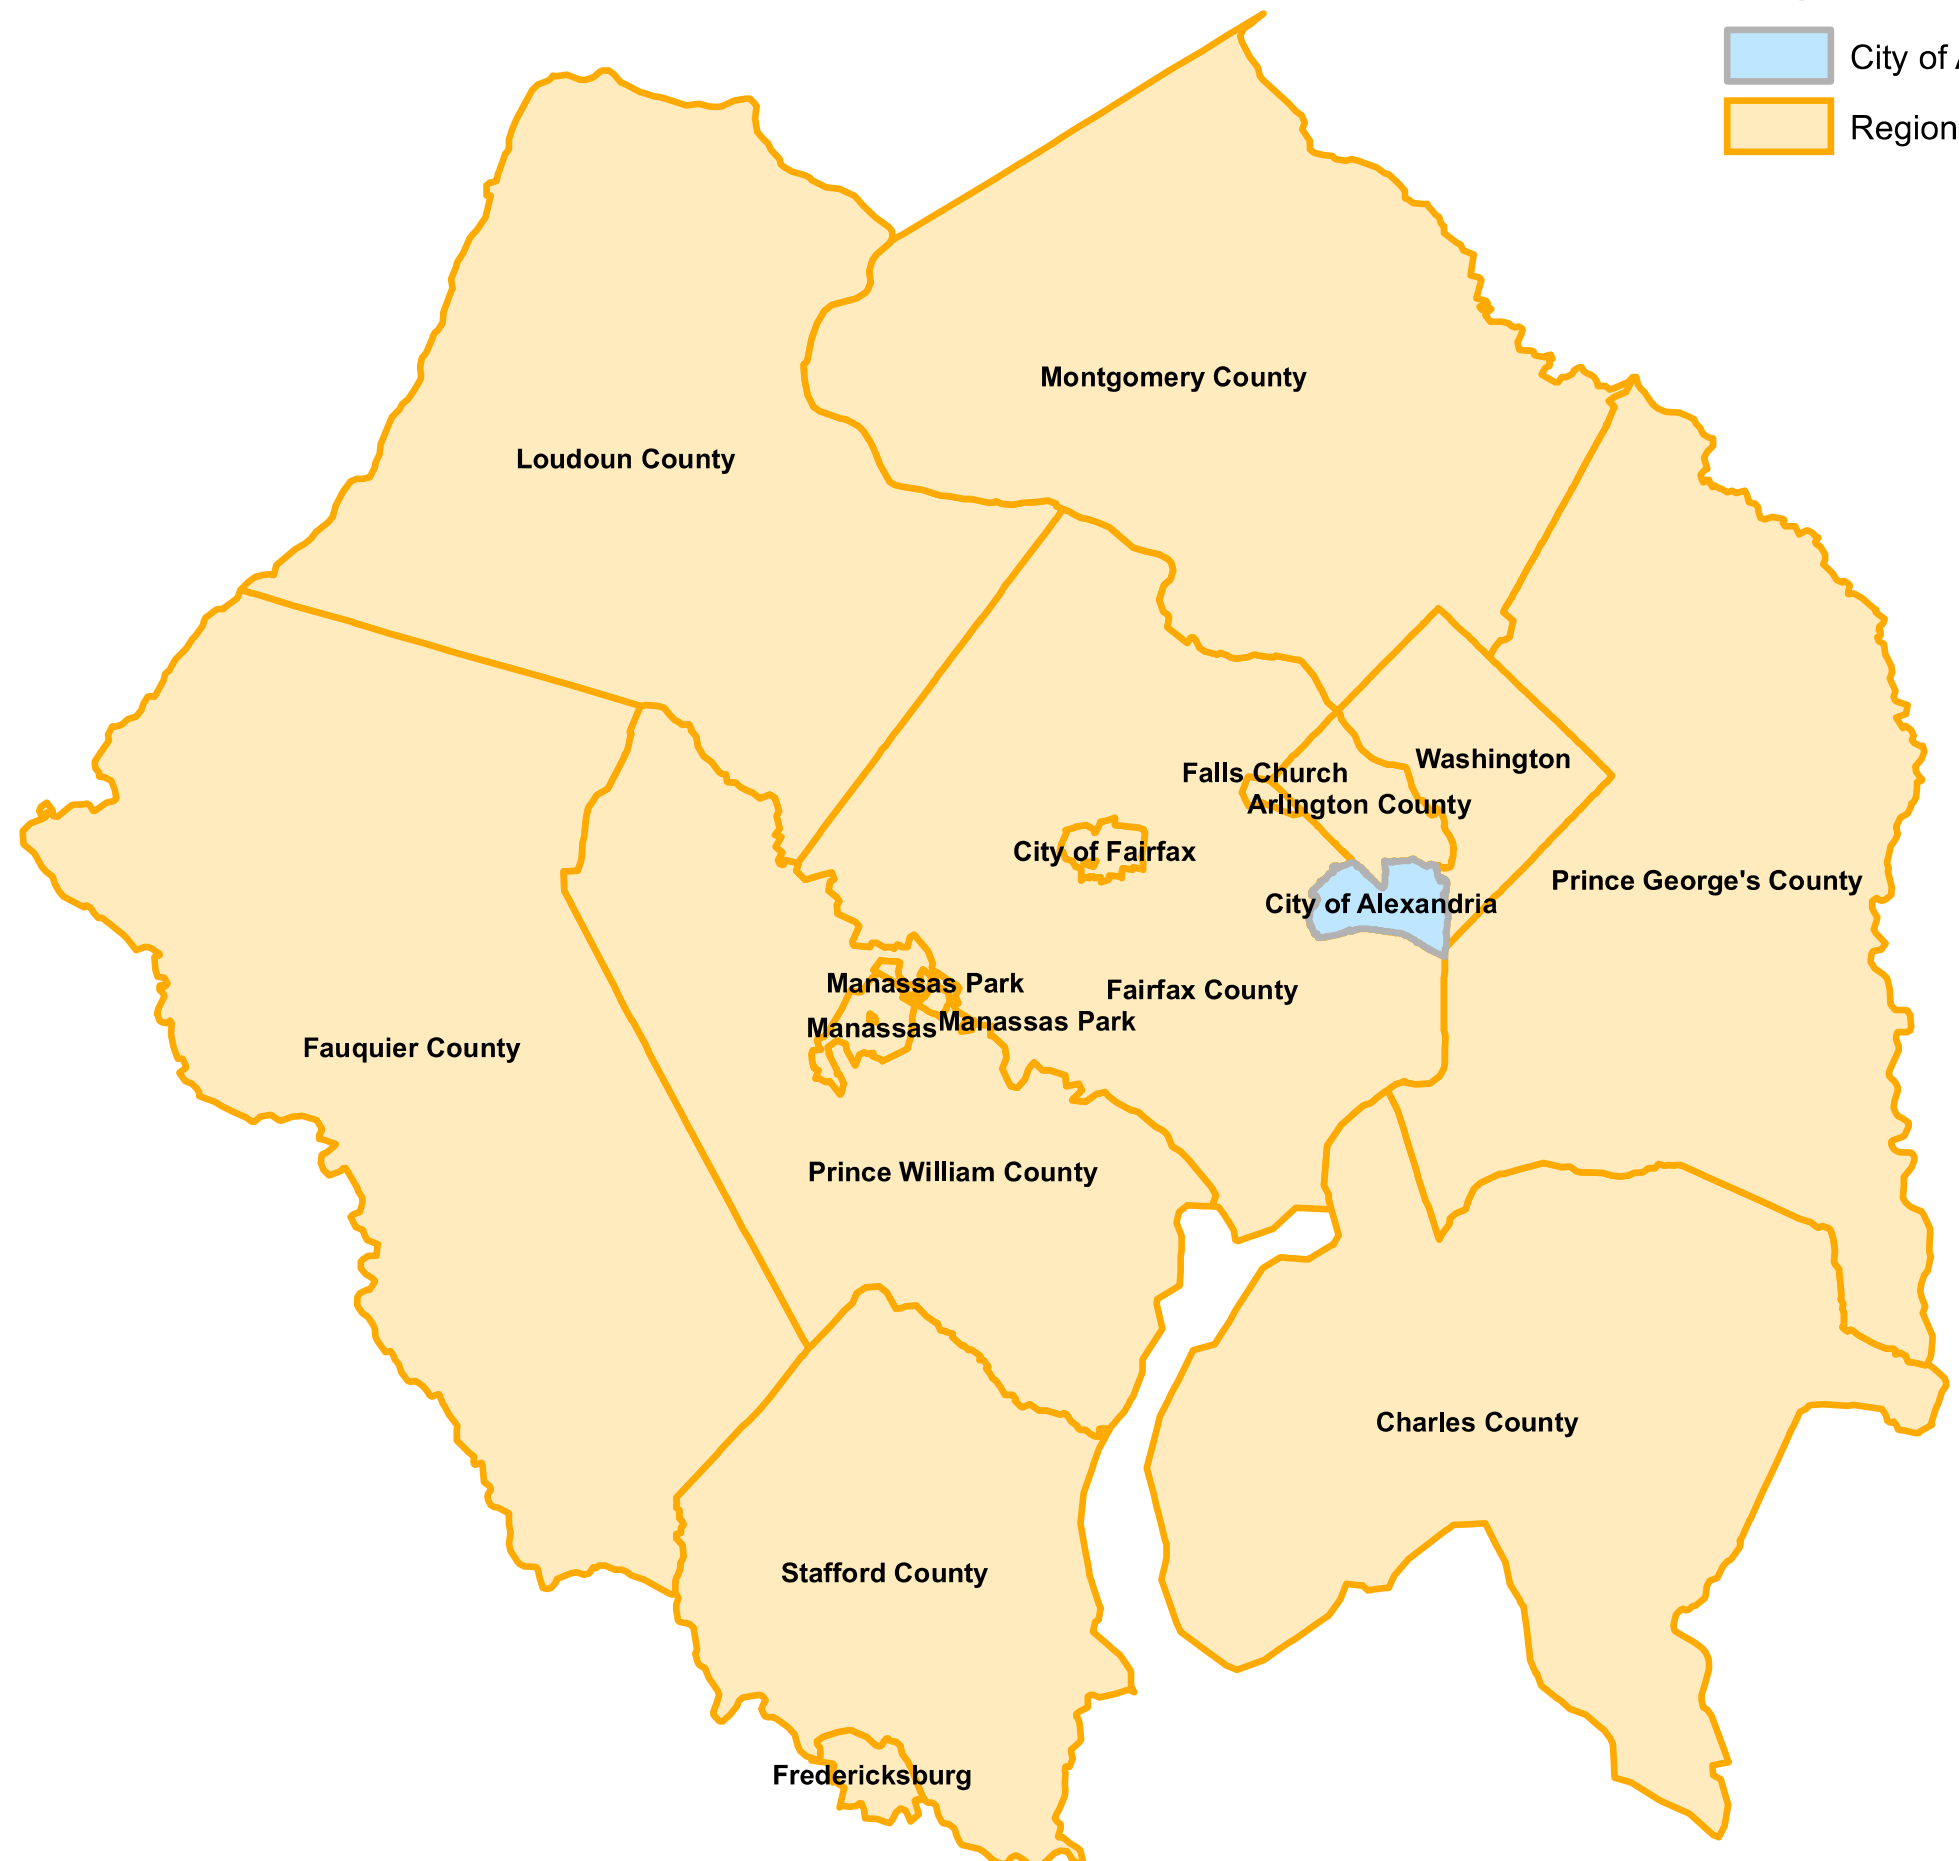 City of
Region
Montgomery County
Loudoun County
Washington
Falls Church
Arlington County
City of Fairfax
Prince George's County
City of Alexandria
Manassas Park
Fairfax County
Manassas
Manassas Park
Fauquier County
Prince William County
Charles County
Stafford County
Fredericksburg